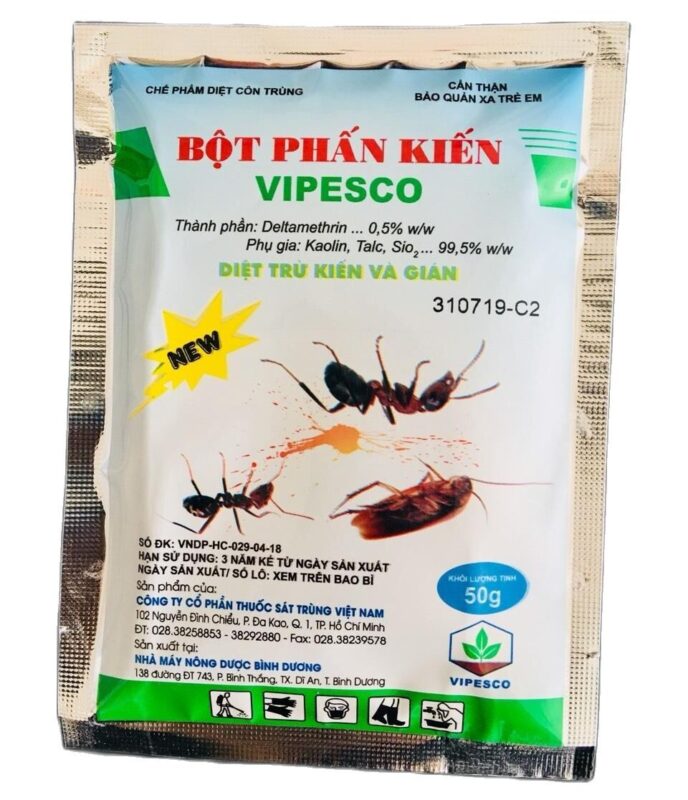 CHẾ PHẨM DIỆT CÔN TRÙNG
CẨN THẬN
BẢO QUẢN XA TRẺ EM
BỘT PHẤN KIẾN
VIPESCO
Thành phần: Deltamethrin ... 0,5% w/w
Phụ gia: Kaolin, Talc, Sio2... 99,5% w/w
DIỆT TRỪ KIẾN VÀ GIÁN
310719-C2
NEW
SỐ ĐK: VNDP-HC-029-04-18
HẠN SỬ DỤNG: 3 NĂM KỂ TỪ NGÀY SẢN XUẤT
NGÀY SẢN XUẤT/ SỐ LÔ: XEM TRÊN BAO BÌ
Sản phẩm của:
CÔNG TY CỔ PHẦN THUỐC SÁT TRÙNG VIỆT NAM
102 Nguyễn Đình Chiểu, P. Đa Kao, Q. 1, TP. Hồ Chí Minh
ĐT: 028.38258853 - 38292880 - Fax: 028.38239578
Sản xuất tại:
NHÀ MÁY NÔNG DƯỢC BÌNH DƯƠNG
138 đường ĐT 743, P. Bình Thắng, TX. Dĩ An, T. Bình Dương
KHỐI LƯỢNG TỊNH
50g
VIPESCO